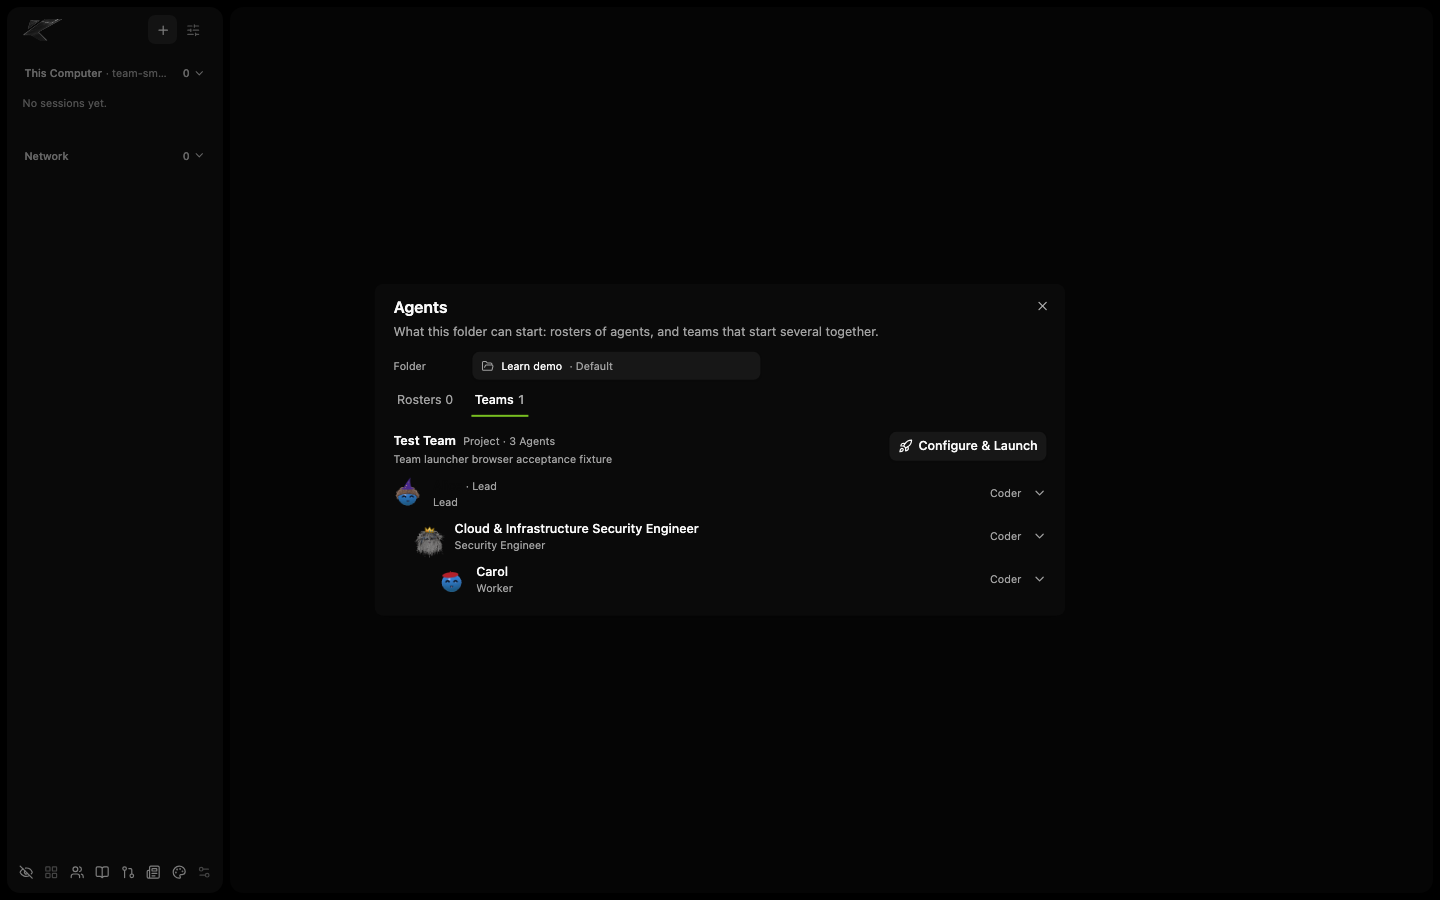 This Computer · team-sm... 0
No sessions yet.
Network 0
Agents
What this folder can start: rosters of agents, and teams that start several together.
Folder Learn demo · Default
Rosters 0 Teams 1
Test Team Project · 3 Agents
Configure & Launch
Team launcher browser acceptance fixture
· Lead
Lead
Coder
Cloud & Infrastructure Security Engineer
Security Engineer
Coder
Carol
Worker
Coder